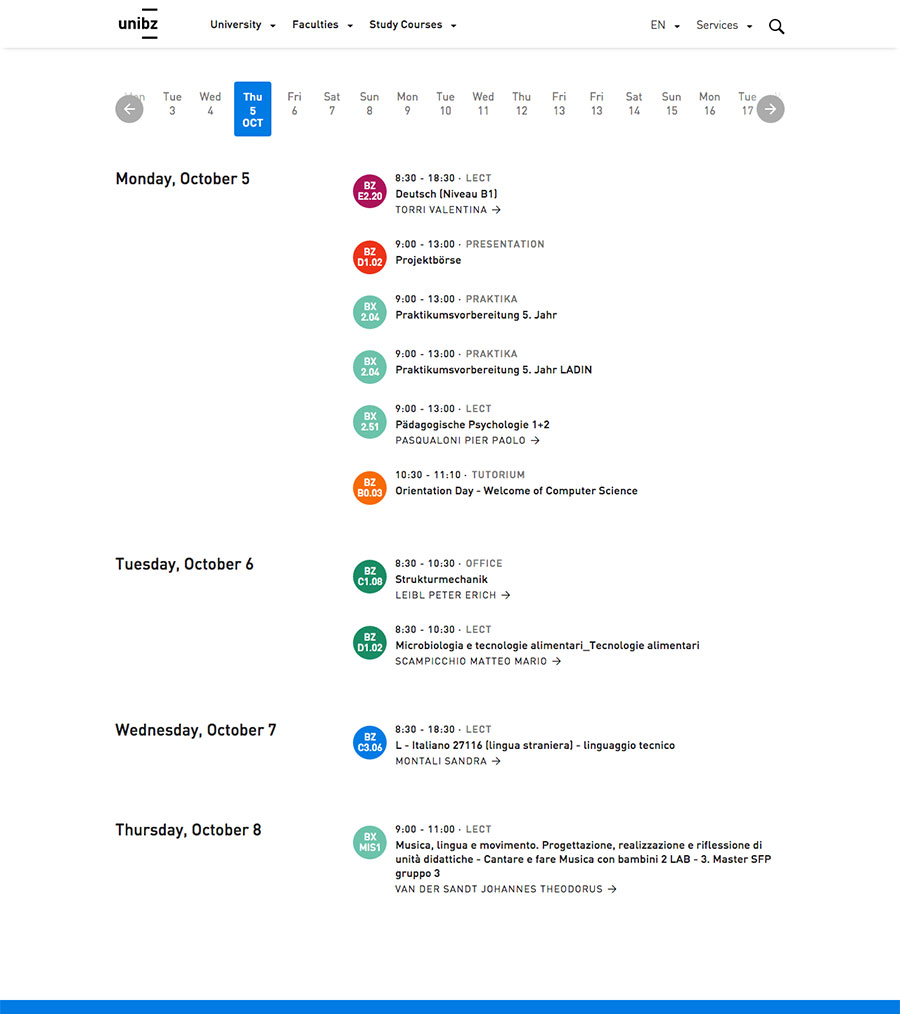 unibz
University
Faculties
Study Courses
EN
Services
Mon
Tue
3
Wed
4
Thu
5
OCT
Fri
6
Sat
7
Sun
8
Mon
9
Tue
10
Wed
11
Thu
12
Fri
13
Fri
13
Sat
14
Sun
15
Mon
16
Tue
17
Monday, October 5
BZ
E2.20
8:30 - 18:30 · LECT
Deutsch (Niveau B1)
TORRI VALENTINA →
BZ
D1.02
9:00 - 13:00 · PRESENTATION
Projektbörse
BX
2.04
9:00 - 13:00 · PRAKTIKA
Praktikumsvorbereitung 5. Jahr
BX
2.04
9:00 - 13:00 · PRAKTIKA
Praktikumsvorbereitung 5. Jahr LADIN
BX
2.51
9:00 - 13:00 · LECT
Pädagogische Psychologie 1+2
PASQUALONI PIER PAOLO →
BZ
B0.03
10:30 - 11:10 · TUTORIUM
Orientation Day - Welcome of Computer Science
Tuesday, October 6
BZ
C1.08
8:30 - 10:30 · OFFICE
Strukturmechanik
LEIBL PETER ERICH →
BZ
D1.02
8:30 - 10:30 · LECT
Microbiologia e tecnologie alimentari_Tecnologie alimentari
SCAMPICCHIO MATTEO MARIO →
Wednesday, October 7
BZ
C3.06
8:30 - 18:30 · LECT
L - Italiano 27116 (lingua straniera) - linguaggio tecnico
MONTALI SANDRA →
Thursday, October 8
BX
MIS1
9:00 - 11:00 · LECT
Musica, lingua e movimento. Progettazione, realizzazione e riflessione di
unità didattiche - Cantare e fare Musica con bambini 2 LAB - 3. Master SFP
gruppo 3
VAN DER SANDT JOHANNES THEODORUS →